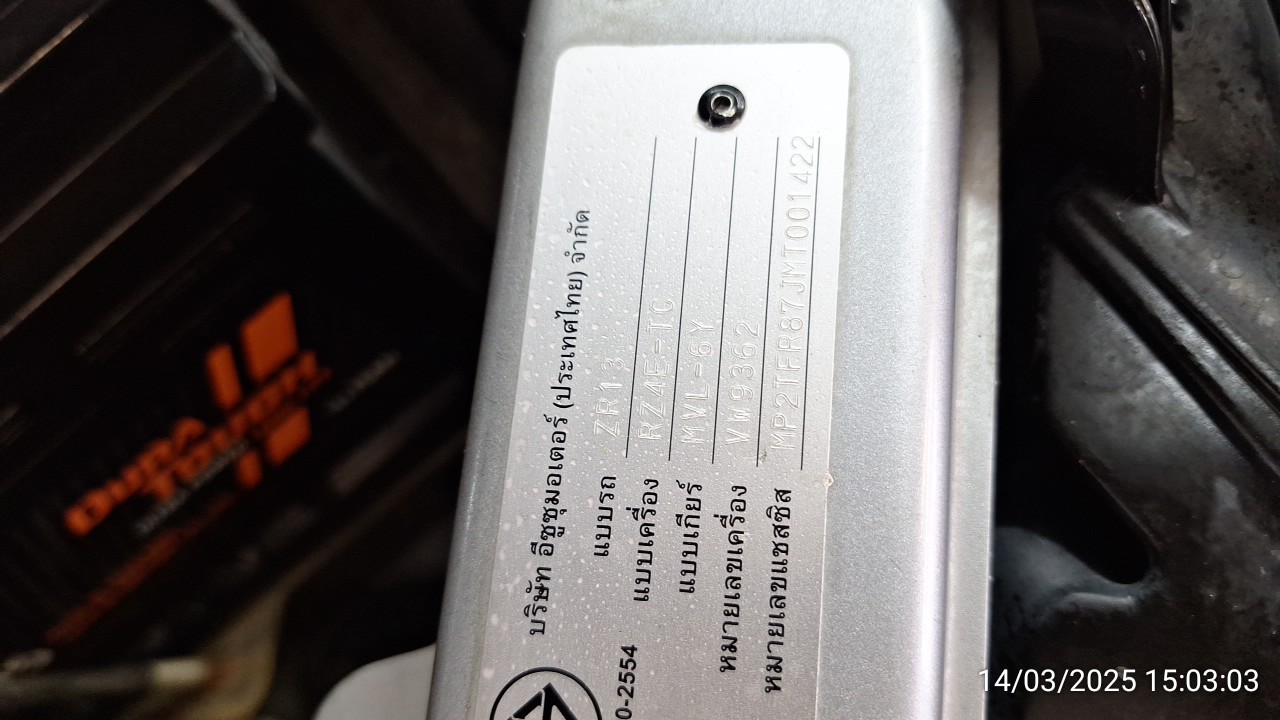 บริษัท อีซูซุมอเตอร์ (ประเทศไทย) จำกัด
แบบรถ ZR13
แบบเครื่อง RZ4E-TC
แบบเกียร์ MVL-6Y
หมายเลขเครื่อง VW9362
หมายเลขแชสซิส MP2TFR87JMT001422
0-2554
DURA
TOUGH
14/03/2025 15:03:03